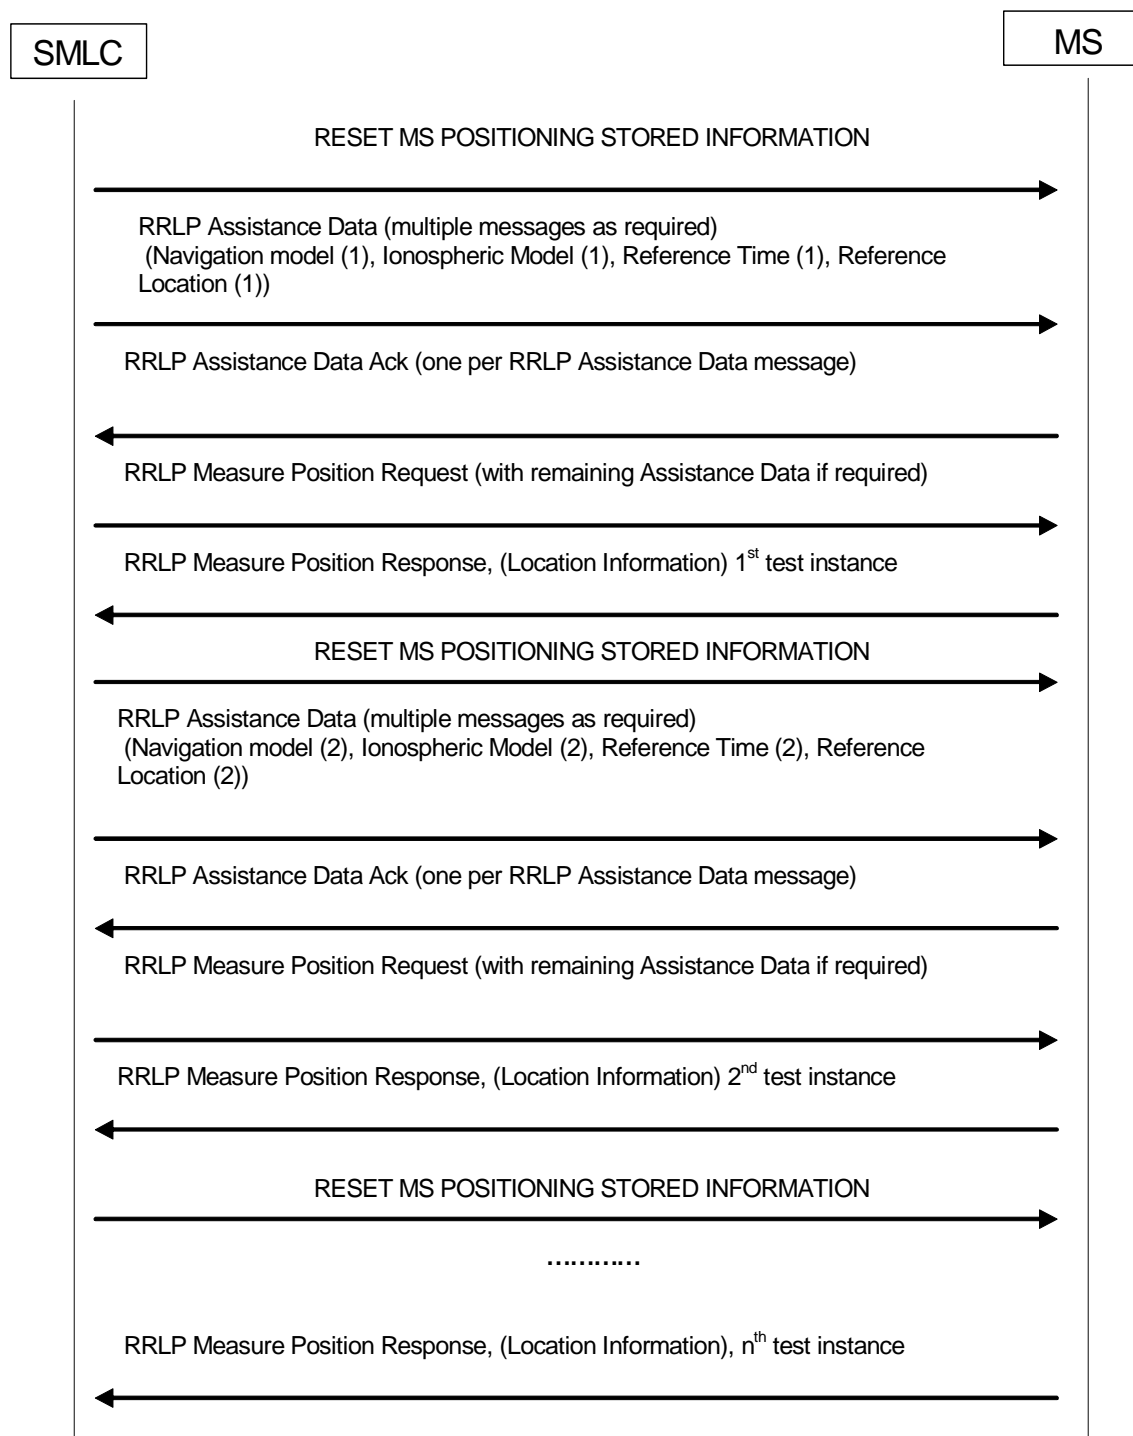 SMLC
MS
RESET MS POSITIONING STORED INFORMATION
RRLP Assistance Data (multiple messages as required)
(Navigation model (1), Ionospheric Model (1), Reference Time (1), Reference
Location (1))
RRLP Assistance Data Ack (one per RRLP Assistance Data message)
RRLP Measure Position Request (with remaining Assistance Data if required)
RRLP Measure Position Response, (Location Information) 1st test instance
RESET MS POSITIONING STORED INFORMATION
RRLP Assistance Data (multiple messages as required)
(Navigation model (2), Ionospheric Model (2), Reference Time (2), Reference
Location (2))
RRLP Assistance Data Ack (one per RRLP Assistance Data message)
RRLP Measure Position Request (with remaining Assistance Data if required)
RRLP Measure Position Response, (Location Information) 2nd test instance
RESET MS POSITIONING STORED INFORMATION
…………
RRLP Measure Position Response, (Location Information), nth test instance